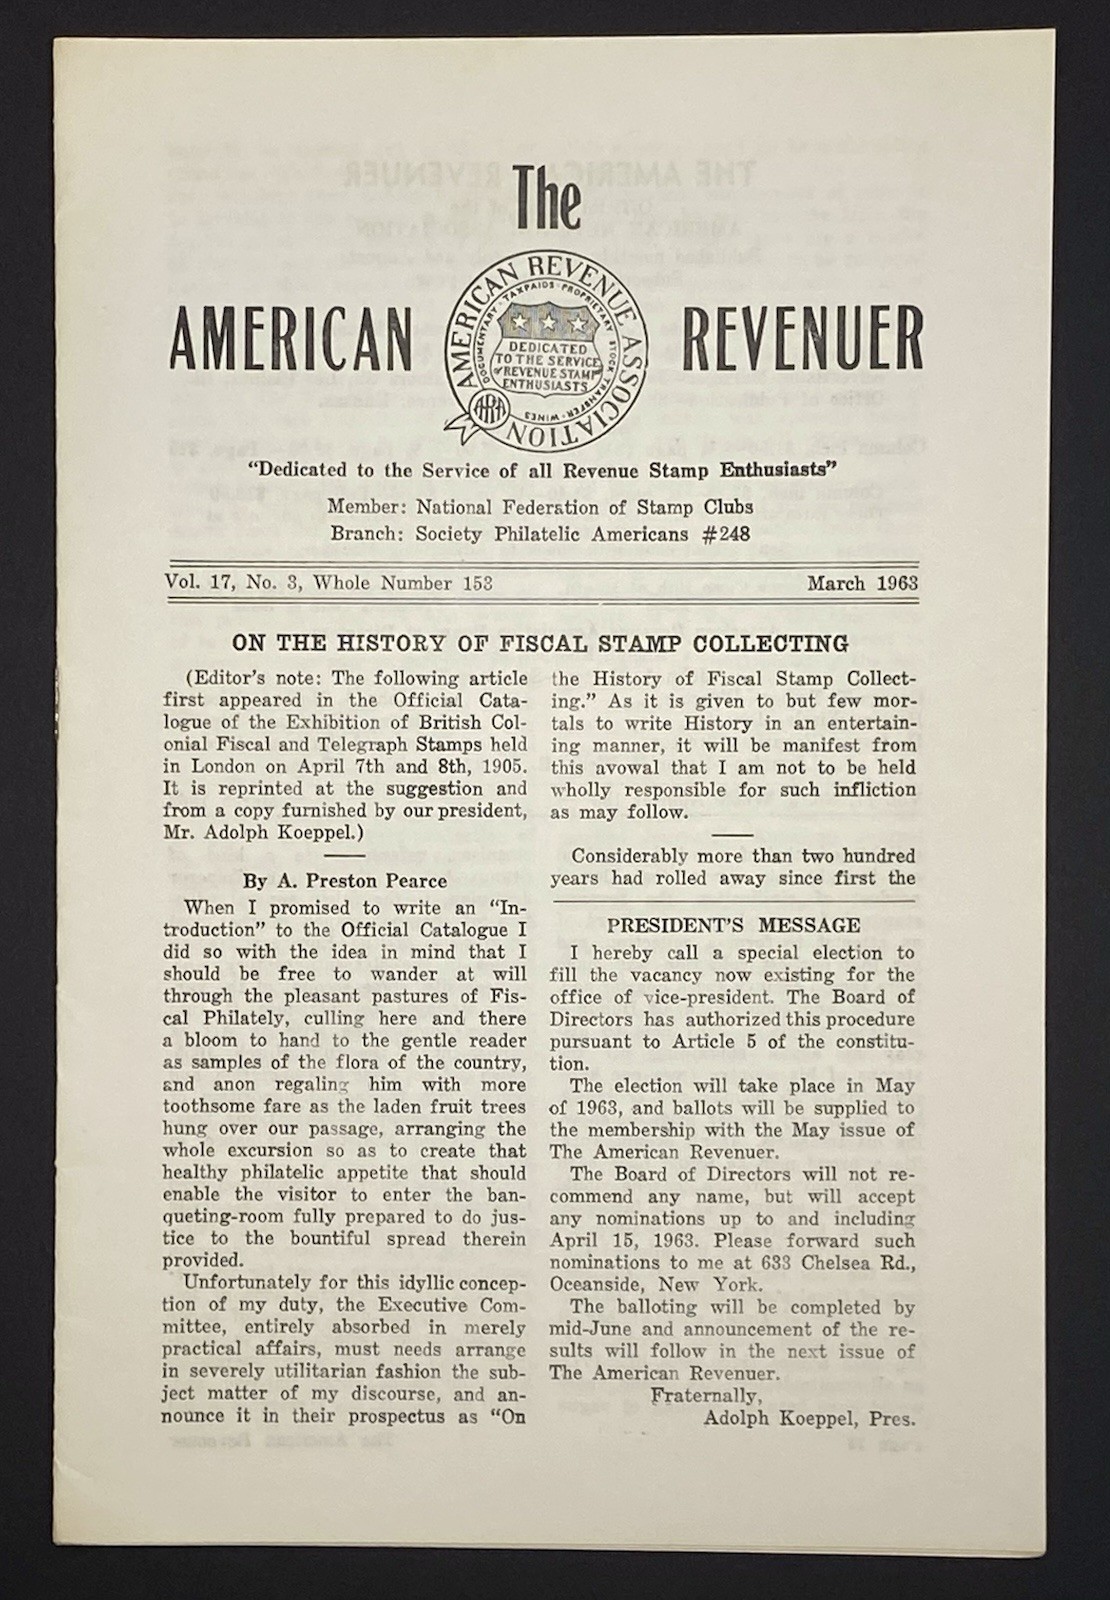 The
AMERICAN REVENUER
AMERICAN REVENUE ASSOCIATION
DOCUMENTARY · TAXPAIDS · PROPRIETARY STOCK TRANSFER · WINES
DEDICATED
TO THE SERVICE
of REVENUE STAMP
ENTHUSIASTS
ARA
"Dedicated to the Service of all Revenue Stamp Enthusiasts"
Member: National Federation of Stamp Clubs
Branch: Society Philatelic Americans #248
Vol. 17, No. 3, Whole Number 153 March 1963
ON THE HISTORY OF FISCAL STAMP COLLECTING
(Editor's note: The following article
first appeared in the Official Cata-
logue of the Exhibition of British Col-
onial Fiscal and Telegraph Stamps held
in London on April 7th and 8th, 1905.
It is reprinted at the suggestion and
from a copy furnished by our president,
Mr. Adolph Koeppel.)
By A. Preston Pearce
When I promised to write an "In-
troduction" to the Official Catalogue I
did so with the idea in mind that I
should be free to wander at will
through the pleasant pastures of Fis-
cal Philately, culling here and there
a bloom to hand to the gentle reader
as samples of the flora of the country,
and anon regaling him with more
toothsome fare as the laden fruit trees
hung over our passage, arranging the
whole excursion so as to create that
healthy philatelic appetite that should
enable the visitor to enter the ban-
queting-room fully prepared to do jus-
tice to the bountiful spread therein
provided.
Unfortunately for this idyllic concep-
tion of my duty, the Executive Com-
mittee, entirely absorbed in merely
practical affairs, must needs arrange
in severely utilitarian fashion the sub-
ject matter of my discourse, and an-
nounce it in their prospectus as "On
the History of Fiscal Stamp Collect-
ing." As it is given to but few mor-
tals to write History in an entertain-
ing manner, it will be manifest from
this avowal that I am not to be held
wholly responsible for such infliction
as may follow.
Considerably more than two hundred
years had rolled away since first the
PRESIDENT'S MESSAGE
I hereby call a special election to
fill the vacancy now existing for the
office of vice-president. The Board of
Directors has authorized this procedure
pursuant to Article 5 of the constitu-
tion.
The election will take place in May
of 1963, and ballots will be supplied to
the membership with the May issue of
The American Revenuer.
The Board of Directors will not re-
commend any name, but will accept
any nominations up to and including
April 15, 1963. Please forward such
nominations to me at 633 Chelsea Rd.,
Oceanside, New York.
The balloting will be completed by
mid-June and announcement of the re-
sults will follow in the next issue of
The American Revenuer.
Fraternally,
Adolph Koeppel, Pres.